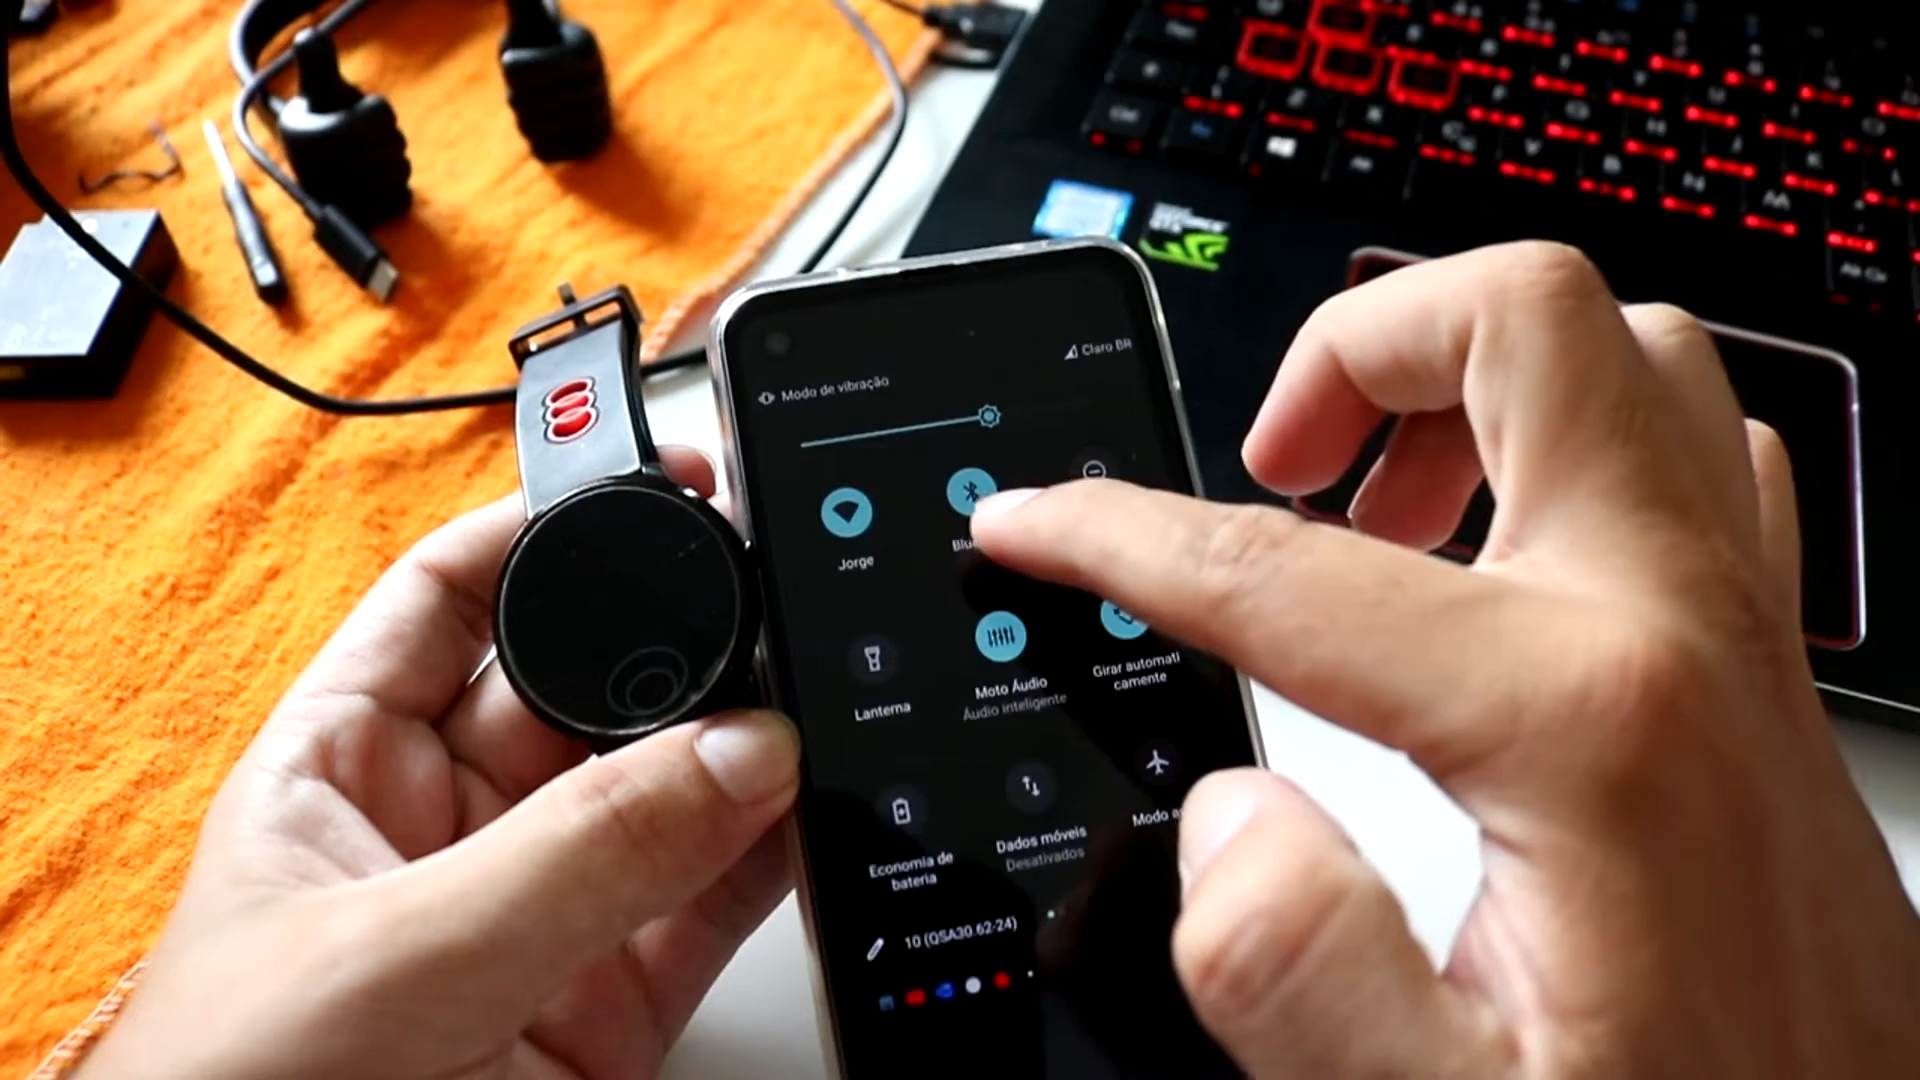 Claro BR
Modo de vibração
Jorge
Lanterna
Moto Áudio
Áudio inteligente
Girar automati
camente
Economia de
bateria
Dados móveis
Desativados
Modo
10 (QSA30.62-24)